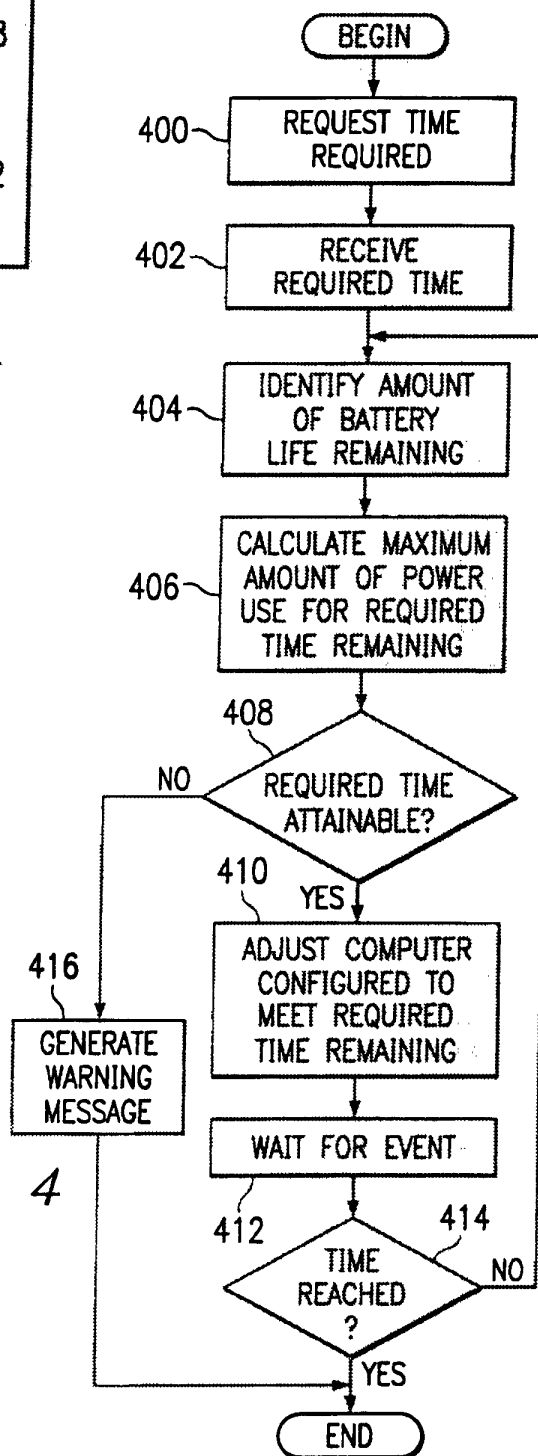 8
2
BEGIN
400
REQUEST TIME
REQUIRED
402
RECEIVE
REQUIRED TIME
404
IDENTIFY AMOUNT
OF BATTERY
LIFE REMAINING
406
CALCULATE MAXIMUM
AMOUNT OF POWER
USE FOR REQUIRED
TIME REMAINING
408
NO
REQUIRED TIME
ATTAINABLE?
YES
410
ADJUST COMPUTER
CONFIGURED TO
MEET REQUIRED
TIME REMAINING
416
GENERATE
WARNING
MESSAGE
4
WAIT FOR EVENT
412
414
TIME
REACHED
?
NO
YES
END